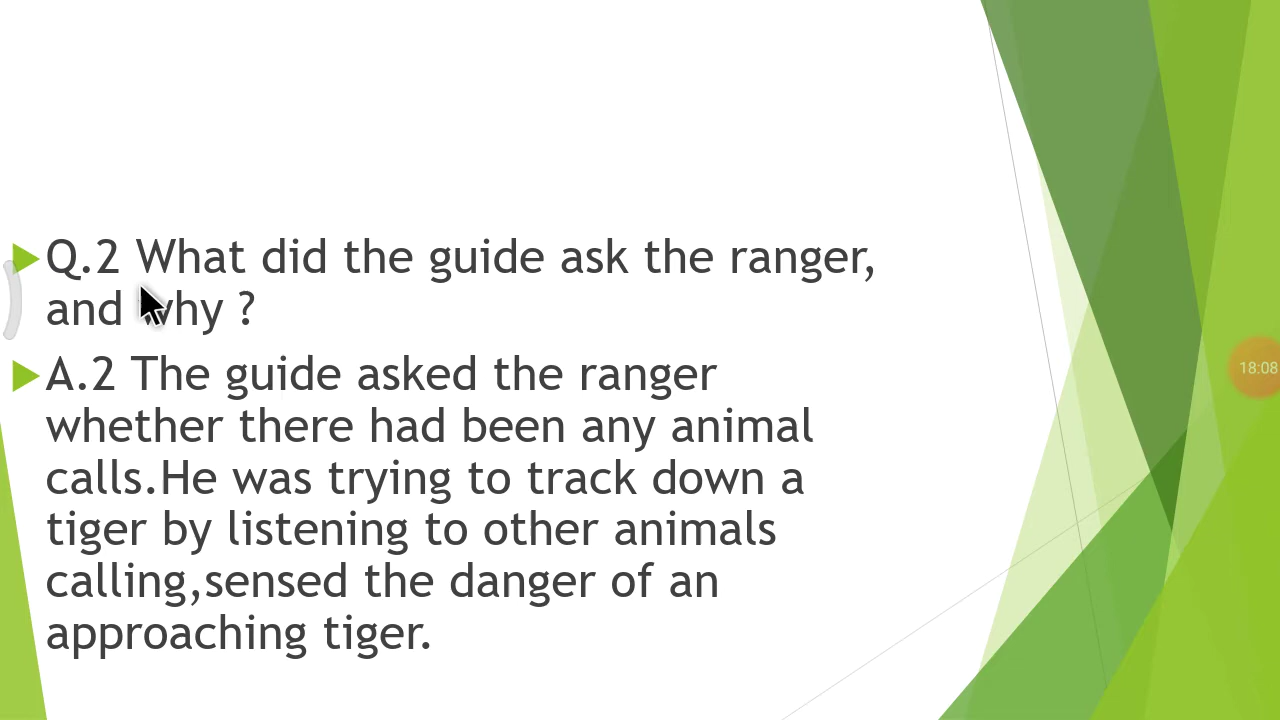 Q.2 What did the guide ask the ranger,
and why ?
A.2 The guide asked the ranger
whether there had been any animal
calls.He was trying to track down a
tiger by listening to other animals
calling,sensed the danger of an
approaching tiger.
18:08